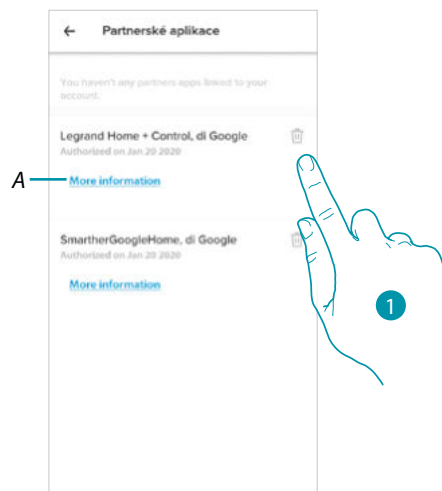 ← Partnerské aplikace
You haven't any partners apps linked to your
account.
Legrand Home + Control, di Google
Authorized on Jan 20 2020
A
More information
SmartherGoogleHome, di Google
Authorized on Jan 20 2020
More information
1